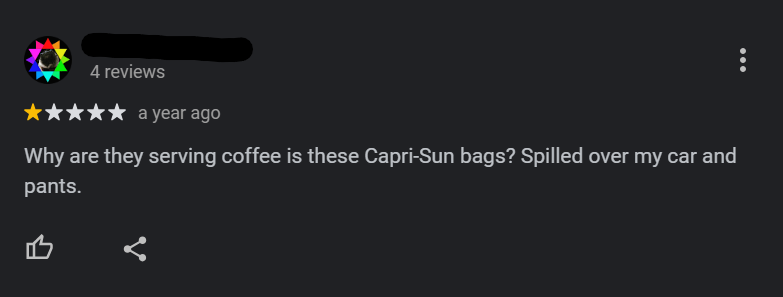 4 reviews
a year ago
Why are they serving coffee is these Capri-Sun bags? Spilled over my car and
pants.